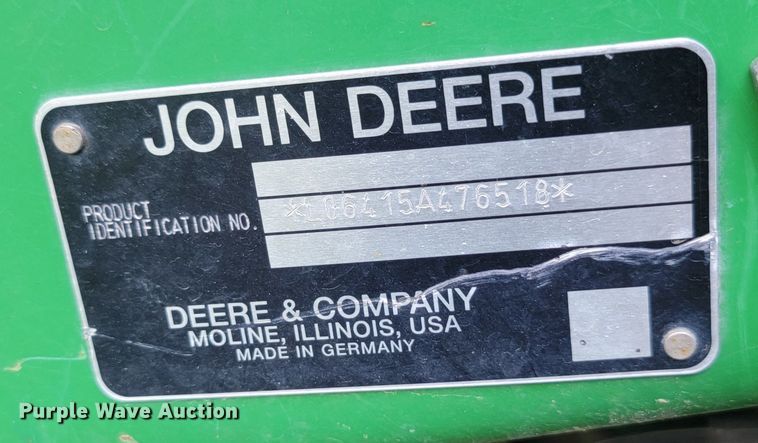 JOHN DEERE
PRODUCT
IDENTIFICATION NO.
*L06415A476518*
DEERE & COMPANY
MOLINE, ILLINOIS, USA
MADE IN GERMANY
Purple Wave Auction